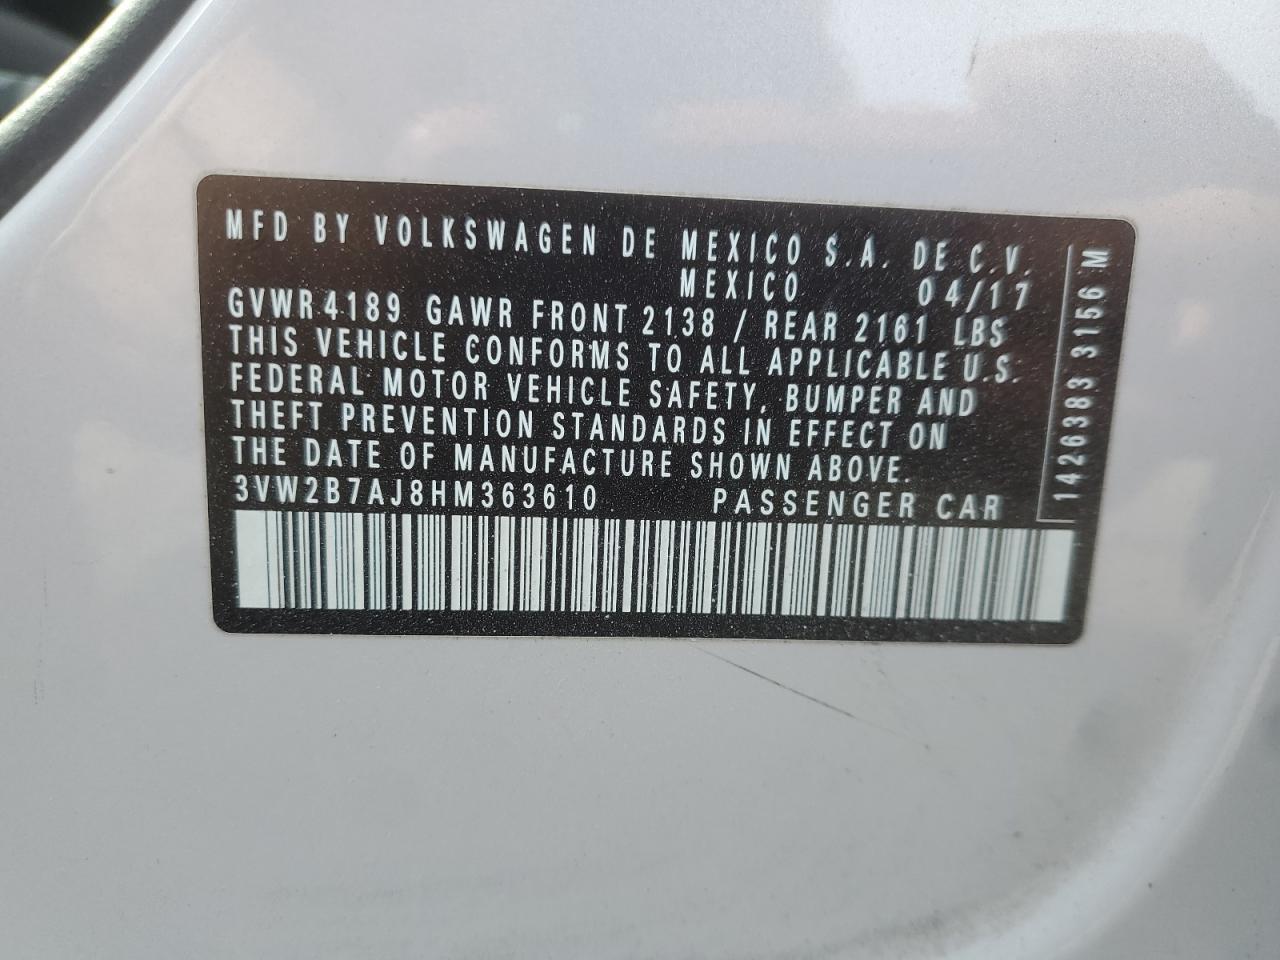 MFD BY VOLKSWAGEN DE MEXICO S.A. DE C.V.
MEXICO 04/17
GVWR 4189 GAWR FRONT 2138 / REAR 2161 LBS
THIS VEHICLE CONFORMS TO ALL APPLICABLE U.S.
FEDERAL MOTOR VEHICLE SAFETY, BUMPER AND
THEFT PREVENTION STANDARDS IN EFFECT ON
THE DATE OF MANUFACTURE SHOWN ABOVE.
3VW2B7AJ8HM363610 PASSENGER CAR
1426383 3156 M